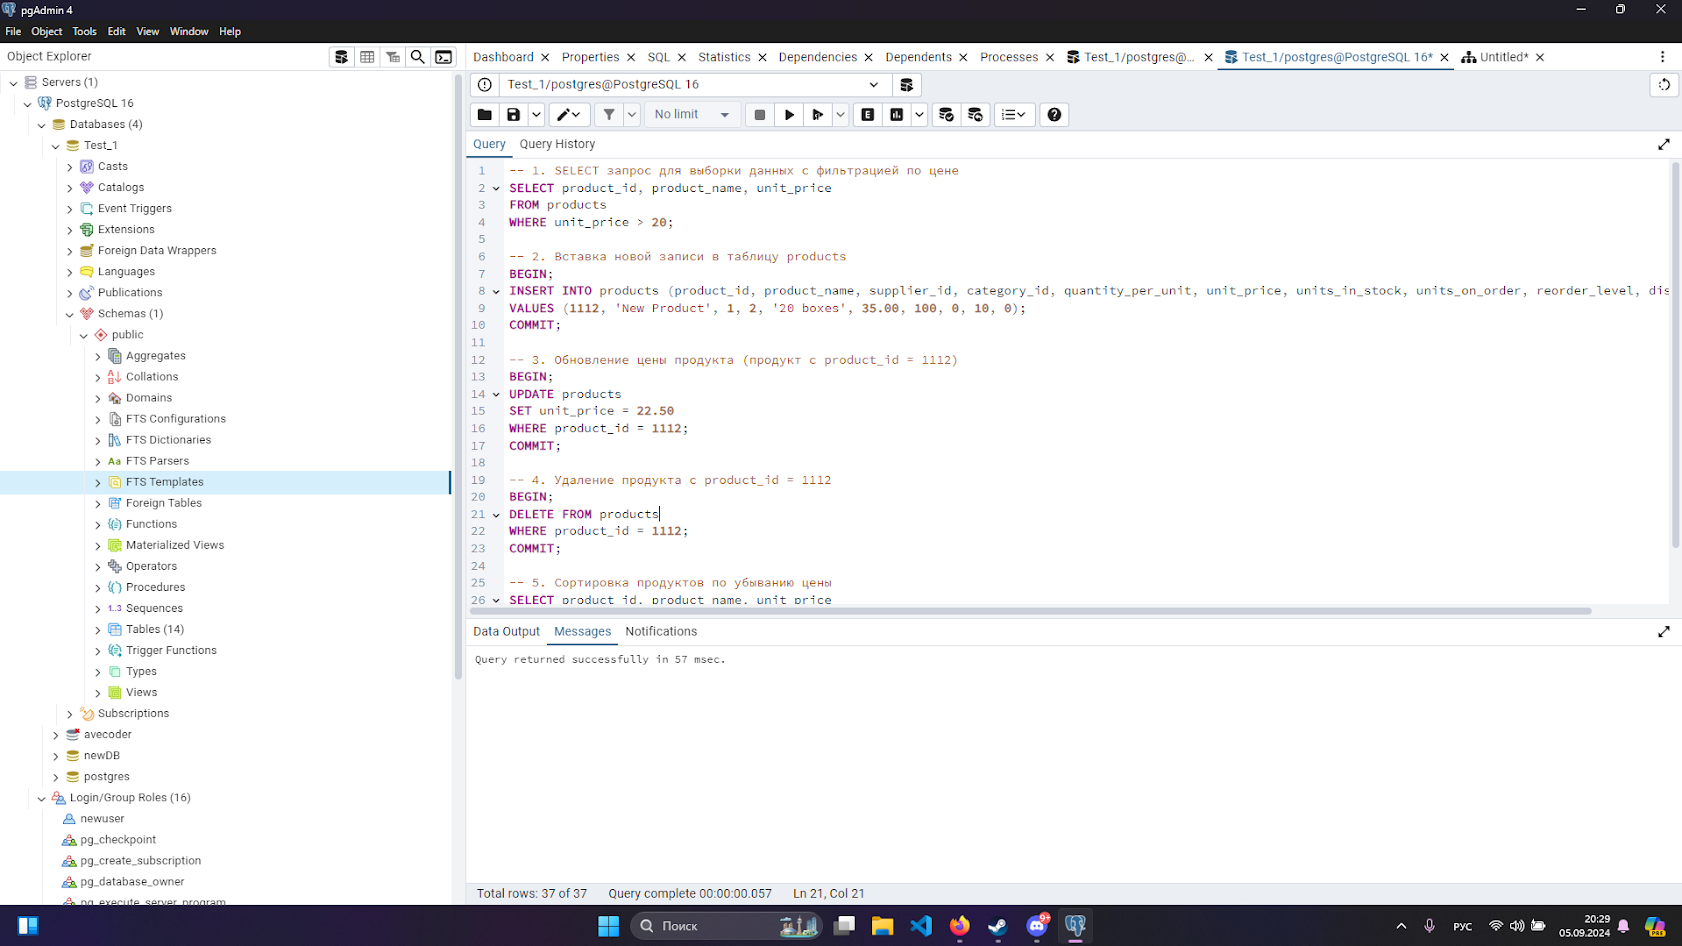 pgAdmin 4
File Object Tools Edit View Window Help
Object Explorer
Dashboard Properties SQL Statistics Dependencies Dependents Processes Test_1/postgres@... Test_1/postgres@PostgreSQL 16* Untitled*
Servers (1)
PostgreSQL 16
Databases (4)
Test_1
Casts
Catalogs
Event Triggers
Extensions
Foreign Data Wrappers
Languages
Publications
Schemas (1)
public
Aggregates
Collations
Domains
FTS Configurations
FTS Dictionaries
Aa FTS Parsers
FTS Templates
Foreign Tables
Functions
Materialized Views
Operators
Procedures
1..3 Sequences
Tables (14)
Trigger Functions
Types
Views
Subscriptions
avecoder
newDB
postgres
Login/Group Roles (16)
newuser
pg_checkpoint
pg_create_subscription
pg_database_owner
pg_execute_server_program
Test_1/postgres@PostgreSQL 16
No limit
E
Query Query History
1 -- 1. SELECT запрос для выборки данных с фильтрацией по цене
2 SELECT product_id, product_name, unit_price
3 FROM products
4 WHERE unit_price > 20;
5
6 -- 2. Вставка новой записи в таблицу products
7 BEGIN;
8 INSERT INTO products (product_id, product_name, supplier_id, category_id, quantity_per_unit, unit_price, units_in_stock, units_on_order, reorder_level, dis
9 VALUES (1112, 'New Product', 1, 2, '20 boxes', 35.00, 100, 0, 10, 0);
10 COMMIT;
11
12 -- 3. Обновление цены продукта (продукт с product_id = 1112)
13 BEGIN;
14 UPDATE products
15 SET unit_price = 22.50
16 WHERE product_id = 1112;
17 COMMIT;
18
19 -- 4. Удаление продукта с product_id = 1112
20 BEGIN;
21 DELETE FROM products
22 WHERE product_id = 1112;
23 COMMIT;
24
25 -- 5. Сортировка продуктов по убыванию цены
26 SELECT product_id, product_name, unit_price
Data Output Messages Notifications
Query returned successfully in 57 msec.
Total rows: 37 of 37 Query complete 00:00:00.057 Ln 21, Col 21
Поиск
9+
РУС
20:29
05.09.2024
PRE